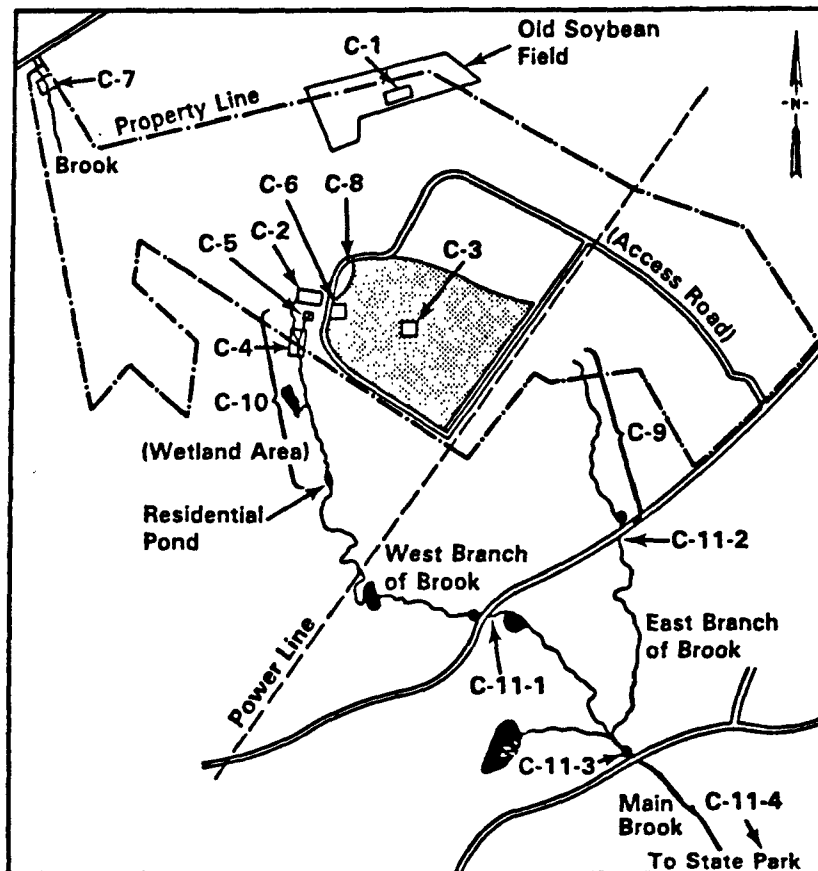 Old Soybean
Field
C-1
C-7
Property Line
-N-
Brook
C-6
C-8
C-5
C-2
C-3
(Access Road)
C-4
C-10
C-9
(Wetland Area)
Residential
Pond
C-11-2
West Branch
of Brook
East Branch
of Brook
Power Line
C-11-1
C-11-3
Main
Brook
C-11-4
To State Park